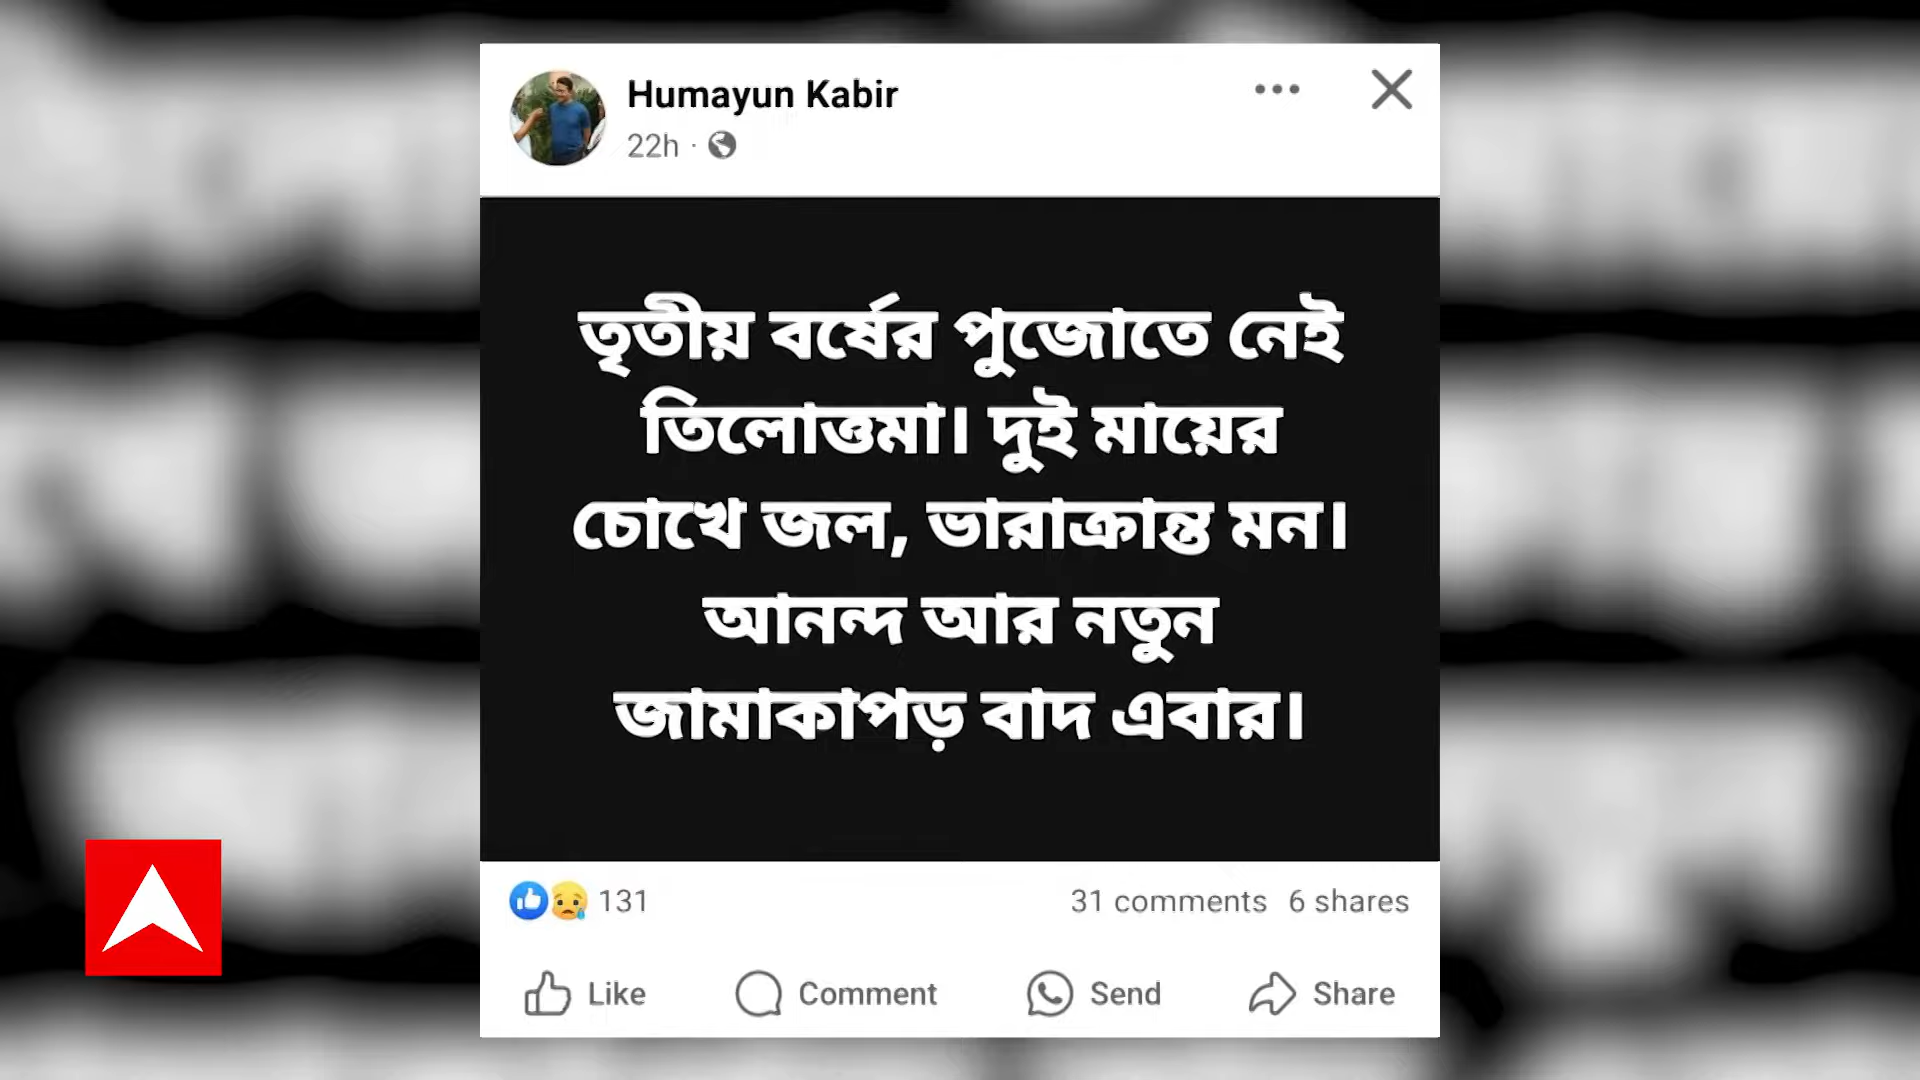 Humayun Kabir
22h ·
তৃতীয় বর্ষের পুজোতে নেই
তিলোত্তমা। দুই মায়ের
চোখে জল, ভারাক্রান্ত মন।
আনন্দ আর নতুন
জামাকাপড় বাদ এবার।
131 31 comments 6 shares
Like Comment Send Share